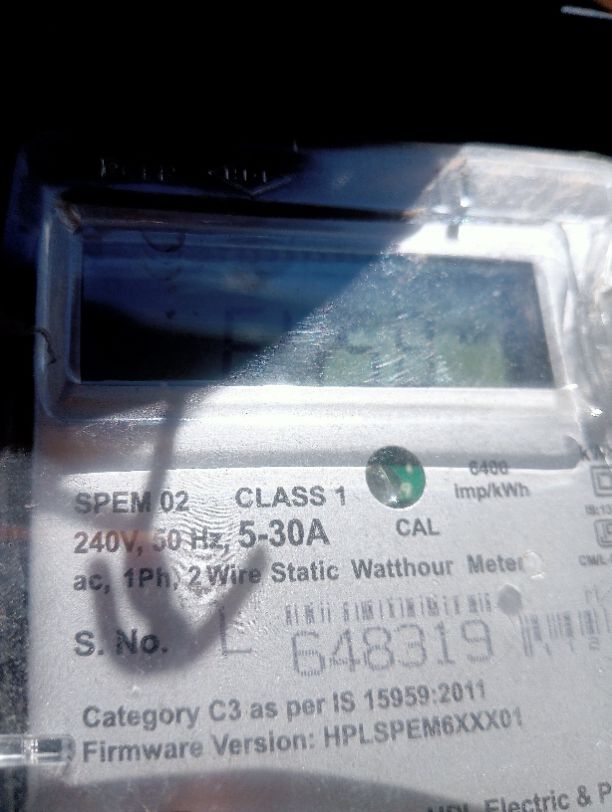 SPEM 02 CLASS 1 6400 imp/kWh
240V, 50 Hz, 5-30A CAL
ac, 1Ph, 2 Wire Static Watthour Meter
S. No. L 648319
Category C3 as per IS 15959:2011
Firmware Version: HPLSPEM6XXX01
Electric & P